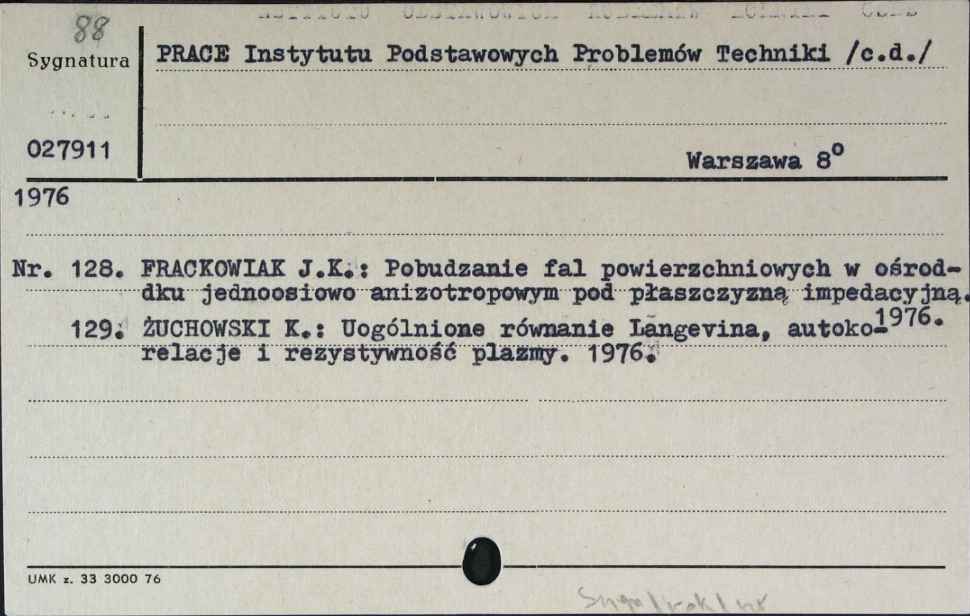 88
Sygnatura
PRACE Instytutu Podstawowych Problemów Techniki /c.d./
027911
Warszawa 8°
1976
Nr. 128. FRACKOWIAK J.K.: Pobudzanie fal powierzchniowych w ośrod-
dku jednoosiowo anizotropowym pod płaszczyzną impedacyjną.
1976.
129. ŻUCHOWSKI K.: Uogólnione równanie Langevina, autoko-
relacje i rezystywność plazmy. 1976.
UMK z. 33 3000 76